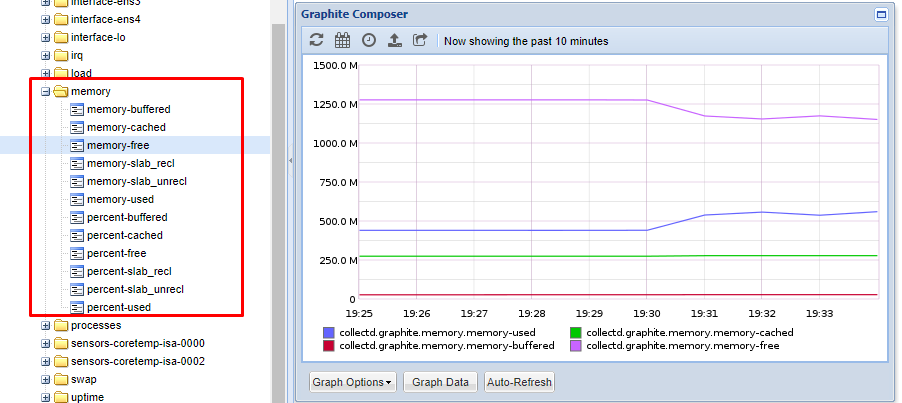 interface-ens3
interface-ens4
interface-lo
irq
load
memory
memory-buffered
memory-cached
memory-free
memory-slab_recl
memory-slab_unrecl
memory-used
percent-buffered
percent-cached
percent-free
percent-slab_recl
percent-slab_unrecl
percent-used
processes
sensors-coretemp-isa-0000
sensors-coretemp-isa-0002
swap
uptime
Graphite Composer
Now showing the past 10 minutes
1500.0 M
1250.0 M
1000.0 M
750.0 M
500.0 M
250.0 M
0
19:25 19:26 19:27 19:28 19:29 19:30 19:31 19:32 19:33
collectd.graphite.memory.memory-used collectd.graphite.memory.memory-cached
collectd.graphite.memory.memory-buffered collectd.graphite.memory.memory-free
Graph Options Graph Data Auto-Refresh